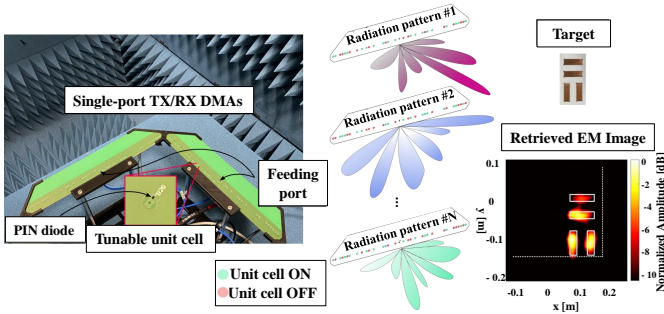 Single-port TX/RX DMAs
Feeding
port
PIN diode
Tunable unit cell
Unit cell ON
Unit cell OFF
Radiation pattern #1
Radiation pattern #2
...
Radiation pattern #N
Target
Retrieved EM Image
0.1
0
-0.1
-0.2
y [m]
-0.1
0
0.1
0.2
x [m]
0
-2
-4
-6
-8
-10
Normalized Amplitude [dB]